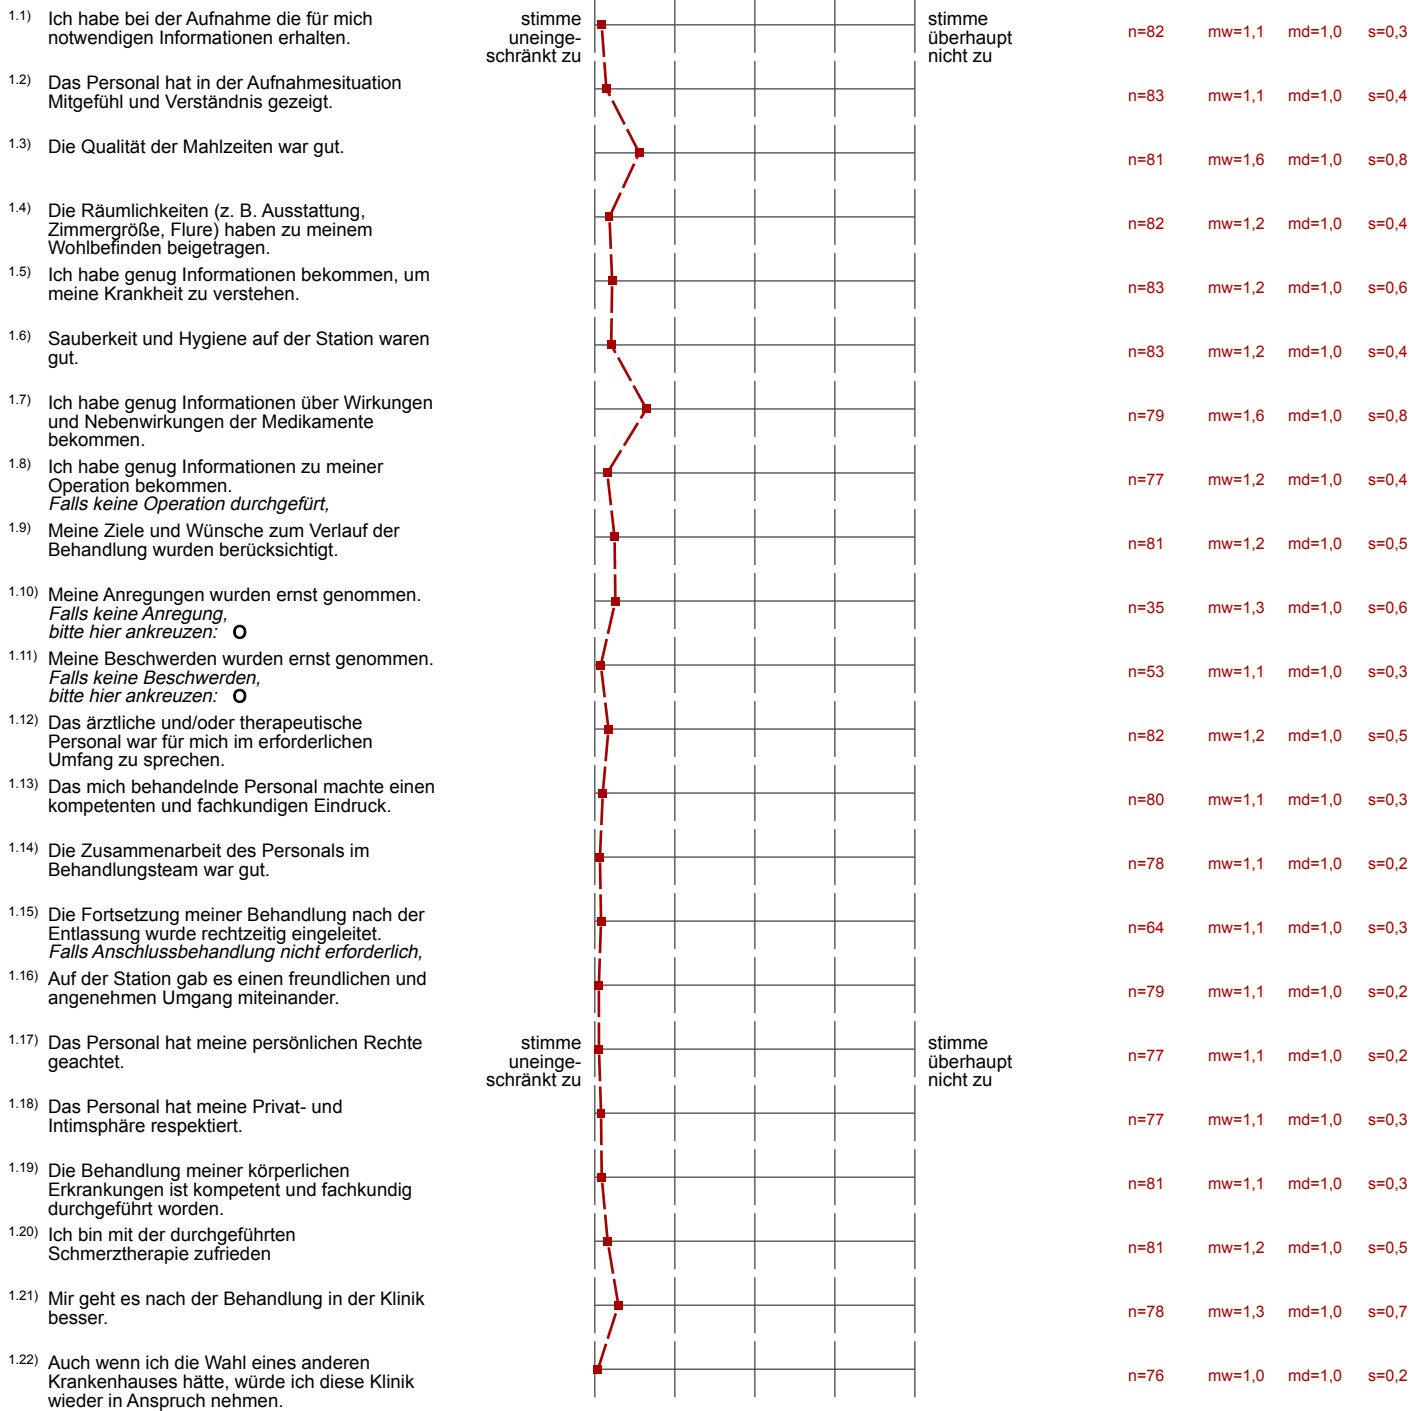 1.1) Ich habe bei der Aufnahme die für mich
notwendigen Informationen erhalten.
stimme
uneinge-
schränkt zu
stimme
überhaupt
nicht zu
n=82 mw=1,1 md=1,0 s=0,3
1.2) Das Personal hat in der Aufnahmesituation
Mitgefühl und Verständnis gezeigt.
n=83 mw=1,1 md=1,0 s=0,4
1.3) Die Qualität der Mahlzeiten war gut.
n=81 mw=1,6 md=1,0 s=0,8
1.4) Die Räumlichkeiten (z. B. Ausstattung,
Zimmergröße, Flure) haben zu meinem
Wohlbefinden beigetragen.
n=82 mw=1,2 md=1,0 s=0,4
1.5) Ich habe genug Informationen bekommen, um
meine Krankheit zu verstehen.
n=83 mw=1,2 md=1,0 s=0,6
1.6) Sauberkeit und Hygiene auf der Station waren
gut.
n=83 mw=1,2 md=1,0 s=0,4
1.7) Ich habe genug Informationen über Wirkungen
und Nebenwirkungen der Medikamente
bekommen.
n=79 mw=1,6 md=1,0 s=0,8
1.8) Ich habe genug Informationen zu meiner
Operation bekommen.
Falls keine Operation durchgefürt,
n=77 mw=1,2 md=1,0 s=0,4
1.9) Meine Ziele und Wünsche zum Verlauf der
Behandlung wurden berücksichtigt.
n=81 mw=1,2 md=1,0 s=0,5
1.10) Meine Anregungen wurden ernst genommen.
Falls keine Anregung,
bitte hier ankreuzen: O
n=35 mw=1,3 md=1,0 s=0,6
1.11) Meine Beschwerden wurden ernst genommen.
Falls keine Beschwerden,
bitte hier ankreuzen: O
n=53 mw=1,1 md=1,0 s=0,3
1.12) Das ärztliche und/oder therapeutische
Personal war für mich im erforderlichen
Umfang zu sprechen.
n=82 mw=1,2 md=1,0 s=0,5
1.13) Das mich behandelnde Personal machte einen
kompetenten und fachkundigen Eindruck.
n=80 mw=1,1 md=1,0 s=0,3
1.14) Die Zusammenarbeit des Personals im
Behandlungsteam war gut.
n=78 mw=1,1 md=1,0 s=0,2
1.15) Die Fortsetzung meiner Behandlung nach der
Entlassung wurde rechtzeitig eingeleitet.
Falls Anschlussbehandlung nicht erforderlich,
n=64 mw=1,1 md=1,0 s=0,3
1.16) Auf der Station gab es einen freundlichen und
angenehmen Umgang miteinander.
n=79 mw=1,1 md=1,0 s=0,2
1.17) Das Personal hat meine persönlichen Rechte
geachtet.
stimme
uneinge-
schränkt zu
stimme
überhaupt
nicht zu
n=77 mw=1,1 md=1,0 s=0,2
1.18) Das Personal hat meine Privat- und
Intimsphäre respektiert.
n=77 mw=1,1 md=1,0 s=0,3
1.19) Die Behandlung meiner körperlichen
Erkrankungen ist kompetent und fachkundig
durchgeführt worden.
n=81 mw=1,1 md=1,0 s=0,3
1.20) Ich bin mit der durchgeführten
Schmerztherapie zufrieden
n=81 mw=1,2 md=1,0 s=0,5
1.21) Mir geht es nach der Behandlung in der Klinik
besser.
n=78 mw=1,3 md=1,0 s=0,7
1.22) Auch wenn ich die Wahl eines anderen
Krankenhauses hätte, würde ich diese Klinik
wieder in Anspruch nehmen.
n=76 mw=1,0 md=1,0 s=0,2